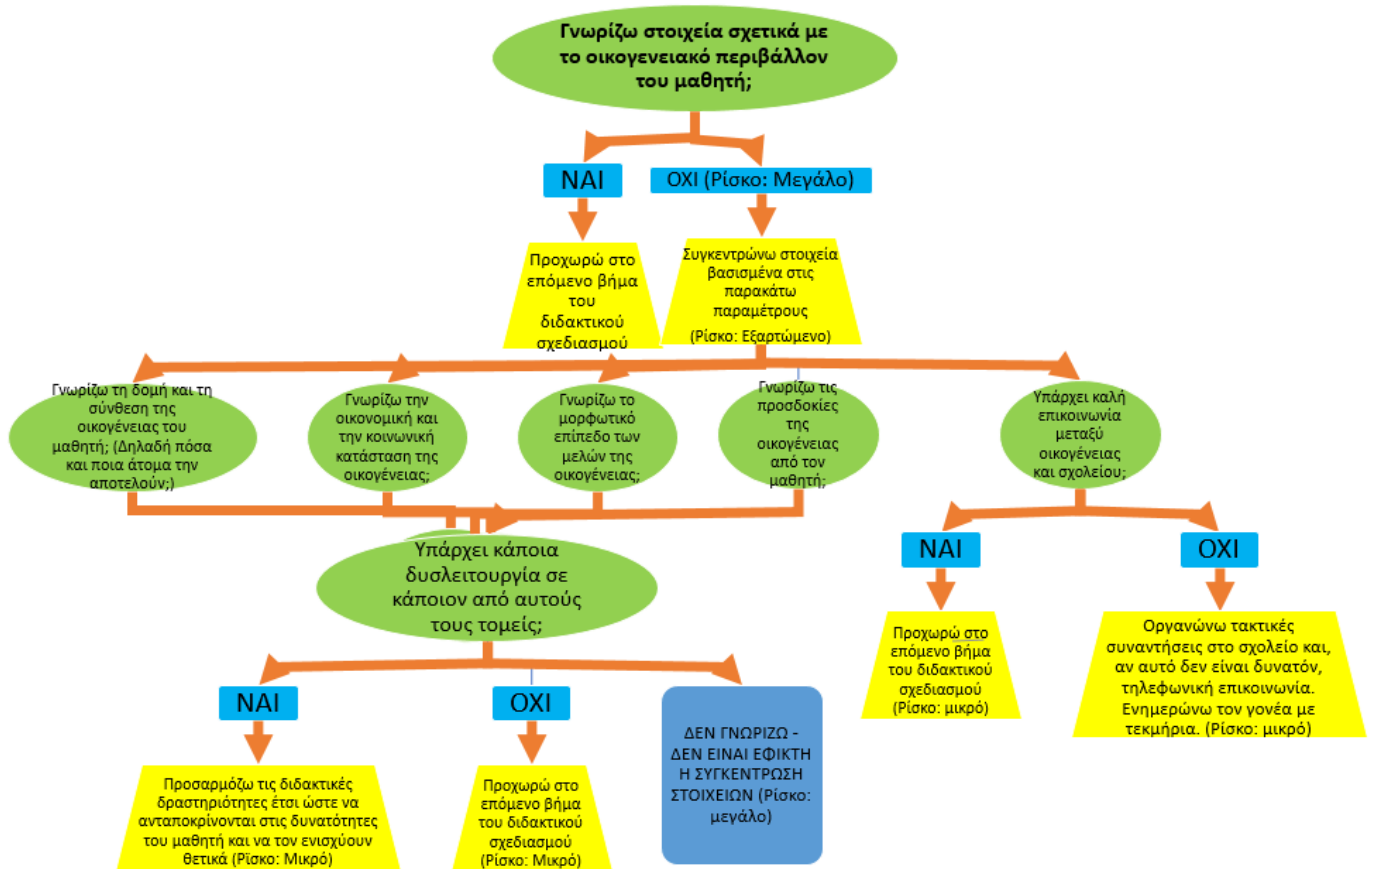 Γνωρίζω στοιχεία σχετικά με
το οικογενειακό περιβάλλον
του μαθητή;
ΝΑΙ
ΟΧΙ (Ρίσκο: Μεγάλο)
Προχωρώ στο
επόμενο βήμα
του
διδακτικού
σχεδιασμού
Συγκεντρώνω στοιχεία
βασισμένα στις
παρακάτω
παραμέτρους
(Ρίσκο: Εξαρτώμενο)
Γνωρίζω τη δομή και τη
σύνθεση της
οικογένειας του
μαθητή; (Δηλαδή πόσα
και ποια άτομα την
αποτελούν;)
Γνωρίζω την
οικονομική και
την κοινωνική
κατάσταση της
οικογένειας;
Γνωρίζω το
μορφωτικό
επίπεδο των
μελών της
οικογένειας;
Γνωρίζω τις
προσδοκίες
της
οικογένειας
από τον
μαθητή;
Υπάρχει καλή
επικοινωνία
μεταξύ
οικογένειας
και σχολείου;
Υπάρχει κάποια
δυσλειτουργία σε
κάποιον από αυτούς
τους τομείς;
ΝΑΙ
ΟΧΙ
Προχωρώ στο
επόμενο βήμα
του διδακτικού
σχεδιασμού
(Ρίσκο: μικρό)
Οργανώνω τακτικές
συναντήσεις στο σχολείο και,
αν αυτό δεν είναι δυνατόν,
τηλεφωνική επικοινωνία.
Ενημερώνω τον γονέα με
τεκμήρια. (Ρίσκο: μικρό)
ΝΑΙ
ΟΧΙ
ΔΕΝ ΓΝΩΡΙΖΩ -
ΔΕΝ ΕΙΝΑΙ ΕΦΙΚΤΗ
Η ΣΥΓΚΕΝΤΡΩΣΗ
ΣΤΟΙΧΕΙΩΝ (Ρίσκο:
μεγάλο)
Προσαρμόζω τις διδακτικές
δραστηριότητες έτσι ώστε να
ανταποκρίνονται στις δυνατότητες
του μαθητή και να τον ενισχύουν
θετικά (Ρϊσκο: Μικρό)
Προχωρώ στο
επόμενο βήμα
του διδακτικού
σχεδιασμού
(Ρίσκο: Μικρό)